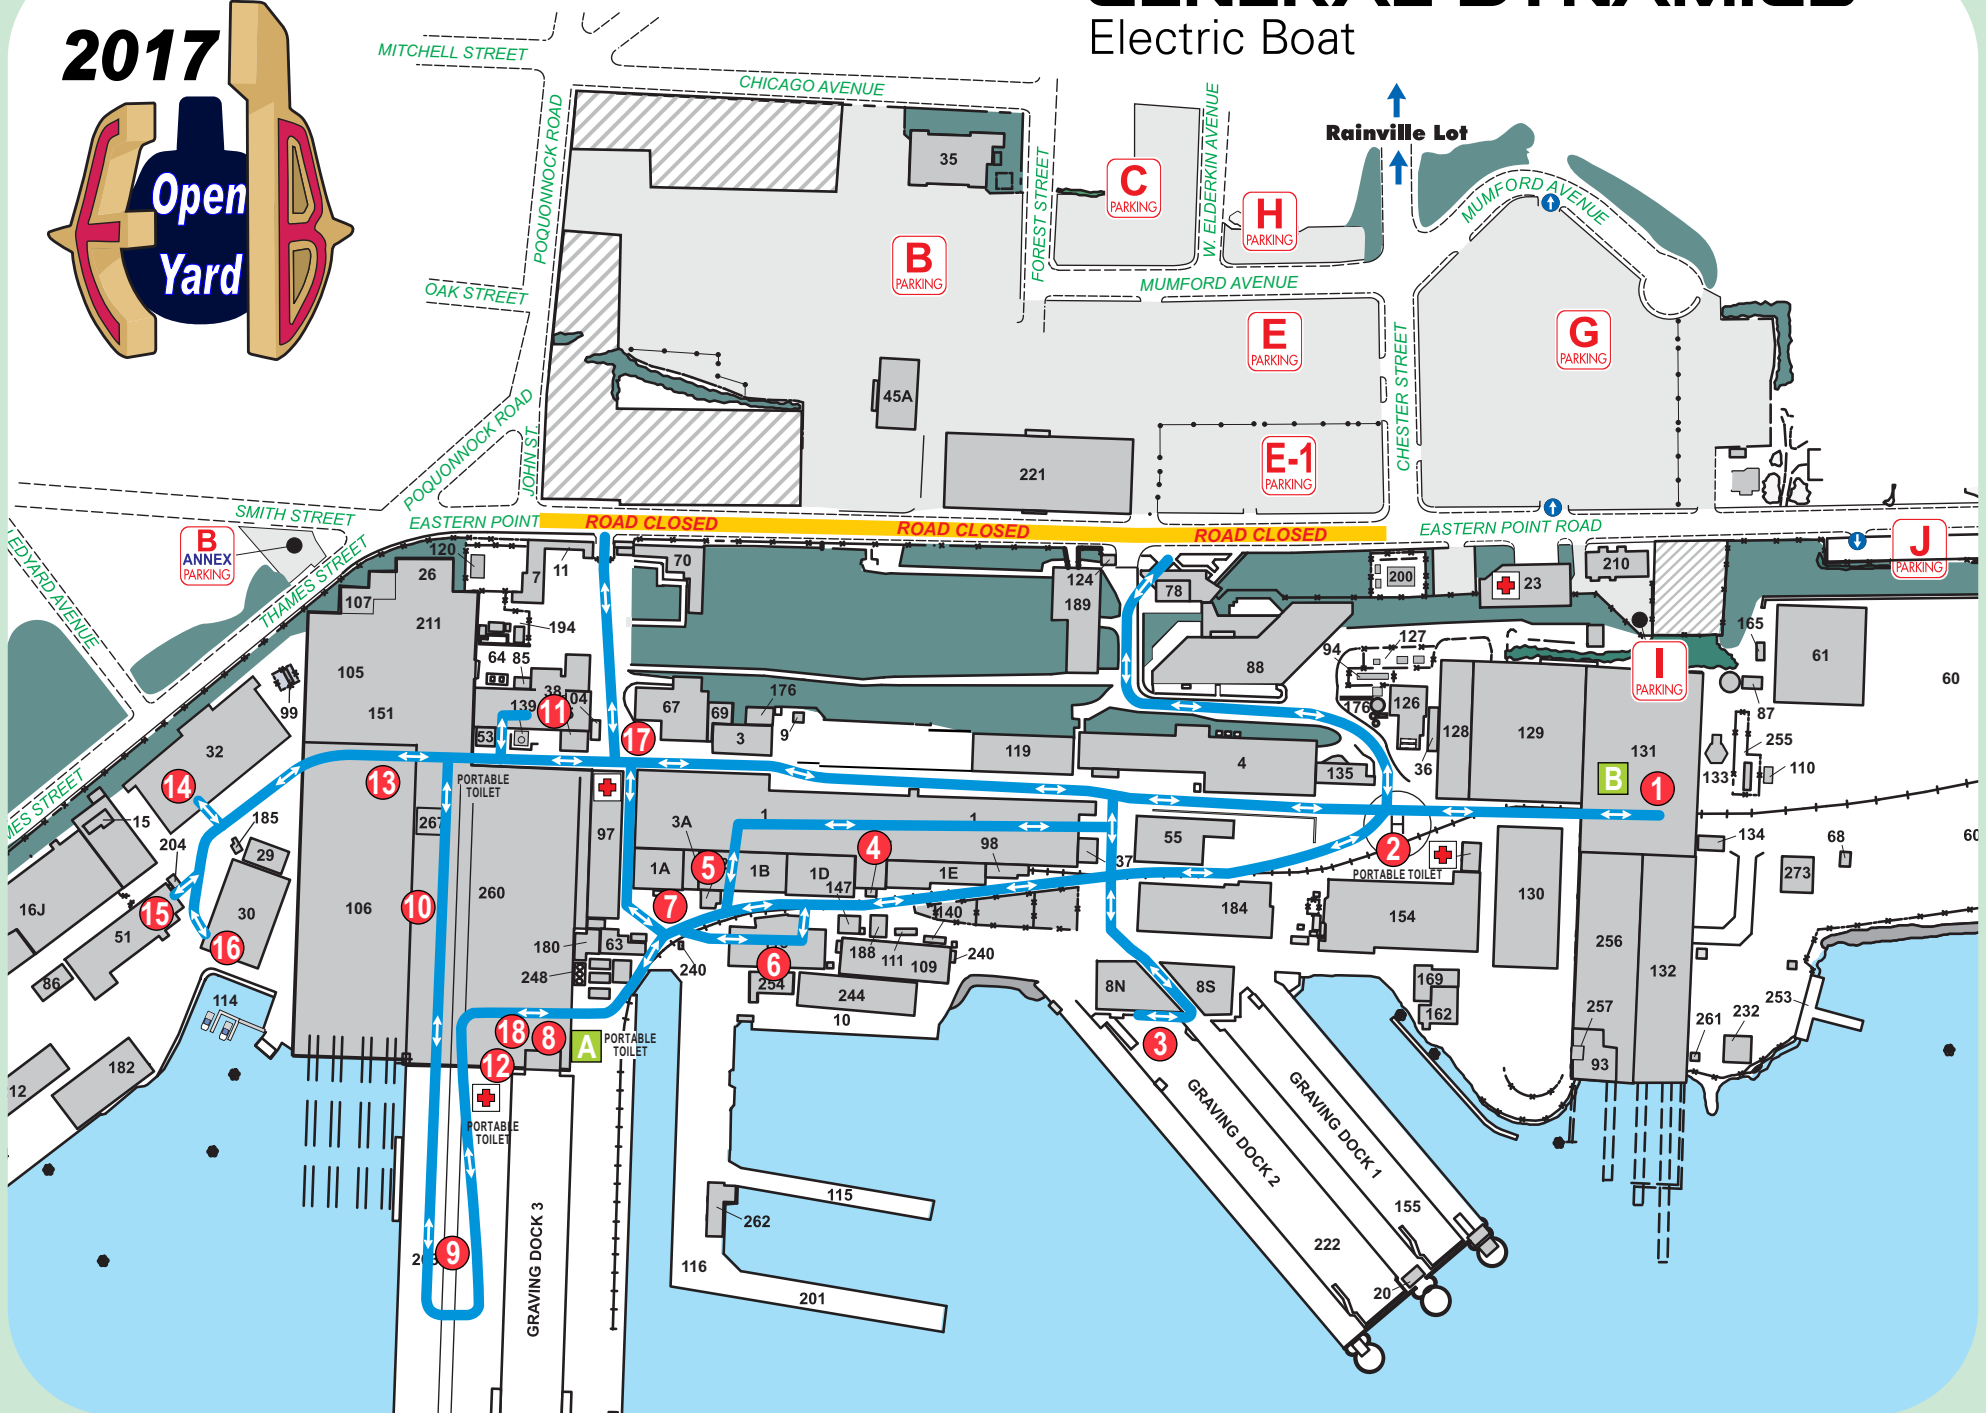 GENERAL DYNAMICS
Electric Boat
2017
Open
Yard
MITCHELL STREET
CHICAGO AVENUE
POQUONNOCK ROAD
FOREST STREET
W. ELDERKIN AVENUE
Rainville Lot
MUMFORD AVENUE
OAK STREET
MUMFORD AVENUE
CHESTER STREET
POQUONNOCK ROAD
JOHN ST.
SMITH STREET
EASTERN POINT
ROAD CLOSED
ROAD CLOSED
ROAD CLOSED
EASTERN POINT ROAD
THAMES STREET
LEDYARD AVENUE
MES STREET
35
C
PARKING
H
PARKING
B
PARKING
E
PARKING
G
PARKING
45A
221
E-1
PARKING
B
ANNEX
PARKING
J
PARKING
I
PARKING
120
26
107
211
7
11
70
124
189
78
200
23
210
165
61
60
194
64
85
105
151
99
38
139
11
04
53
67
69
176
3
9
17
119
88
4
135
94
127
176
126
36
128
129
131
B
1
133
87
255
110
32
14
13
PORTABLE
TOILET
15
185
204
29
267
97
3A
1
1
98
37
55
2
PORTABLE TOILET
134
68
60
273
16J
51
15
30
16
106
10
260
1A
5
1B
1D
4
1E
147
7
140
184
154
130
86
114
180
63
248
240
6
254
188
111
109
240
244
10
8N
8S
3
169
162
256
132
257
93
261
232
253
12
182
18
8
12
A
PORTABLE
TOILET
PORTABLE
TOILET
9
GRAVING DOCK 3
115
262
116
201
GRAVING DOCK 2
GRAVING DOCK 1
155
222
20